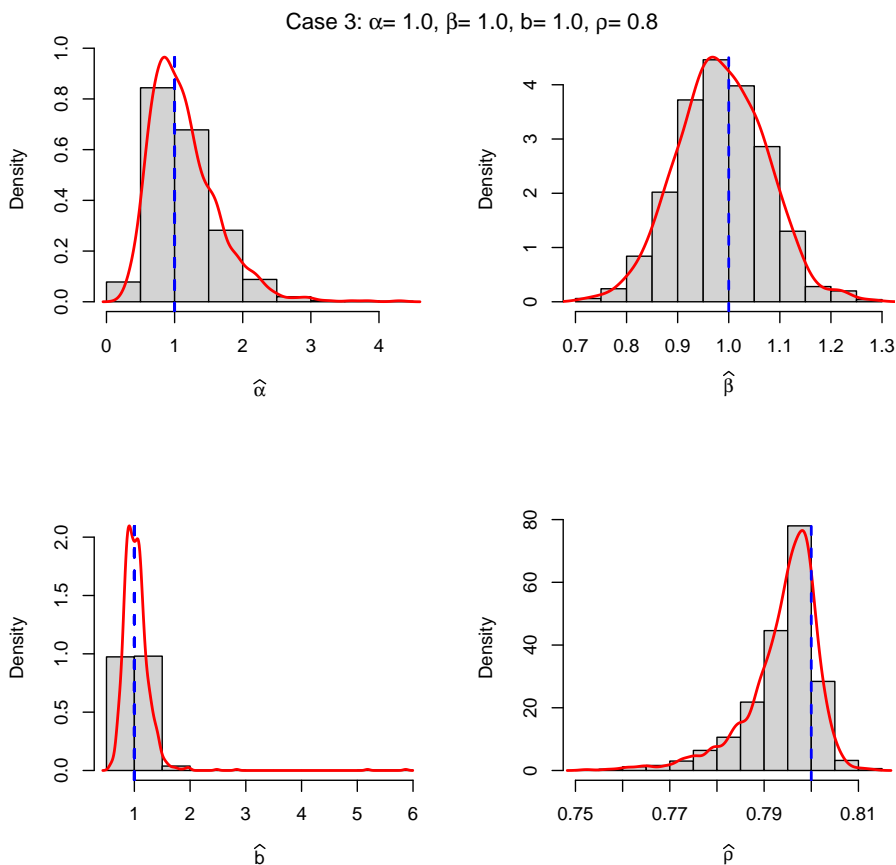 Case 3: α= 1.0, β= 1.0, b= 1.0, ρ= 0.8
Density
0.0 0.2 0.4 0.6 0.8 1.0
0 1 2 3 4
α̂
Density
0 1 2 3 4
0.7 0.8 0.9 1.0 1.1 1.2 1.3
β̂
Density
0.0 0.5 1.0 1.5 2.0
1 2 3 4 5 6
b̂
Density
0 20 40 60 80
0.75 0.77 0.79 0.81
ρ̂